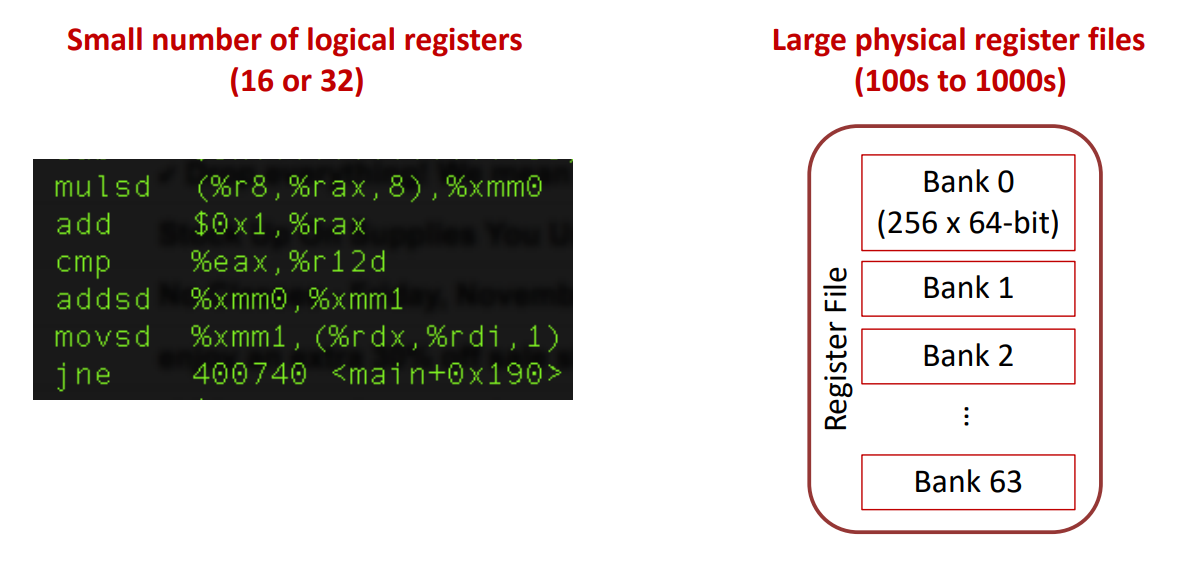 Small number of logical registers
(16 or 32)
mulsd (%r8,%rax,8),%xmm0
add $0x1,%rax
cmp %eax,%r12d
addsd %xmm0,%xmm1
movsd %xmm1,(%rdx,%rdi,1)
jne 400740 <main+0x190>
Large physical register files
(100s to 1000s)
Register File
Bank 0
(256 x 64-bit)
Bank 1
Bank 2
...
Bank 63